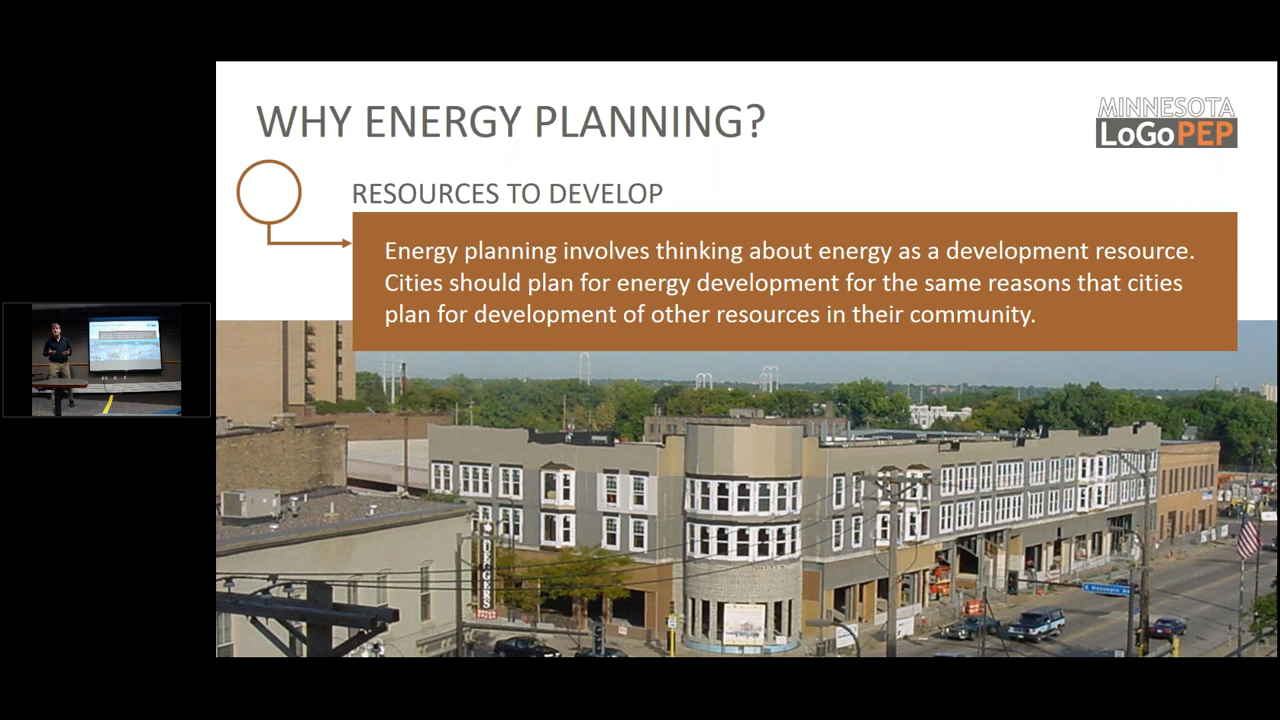 WHY ENERGY PLANNING?
MINNESOTA
LoGoPEP
RESOURCES TO DEVELOP
Energy planning involves thinking about energy as a development resource.
Cities should plan for energy development for the same reasons that cities
plan for development of other resources in their community.